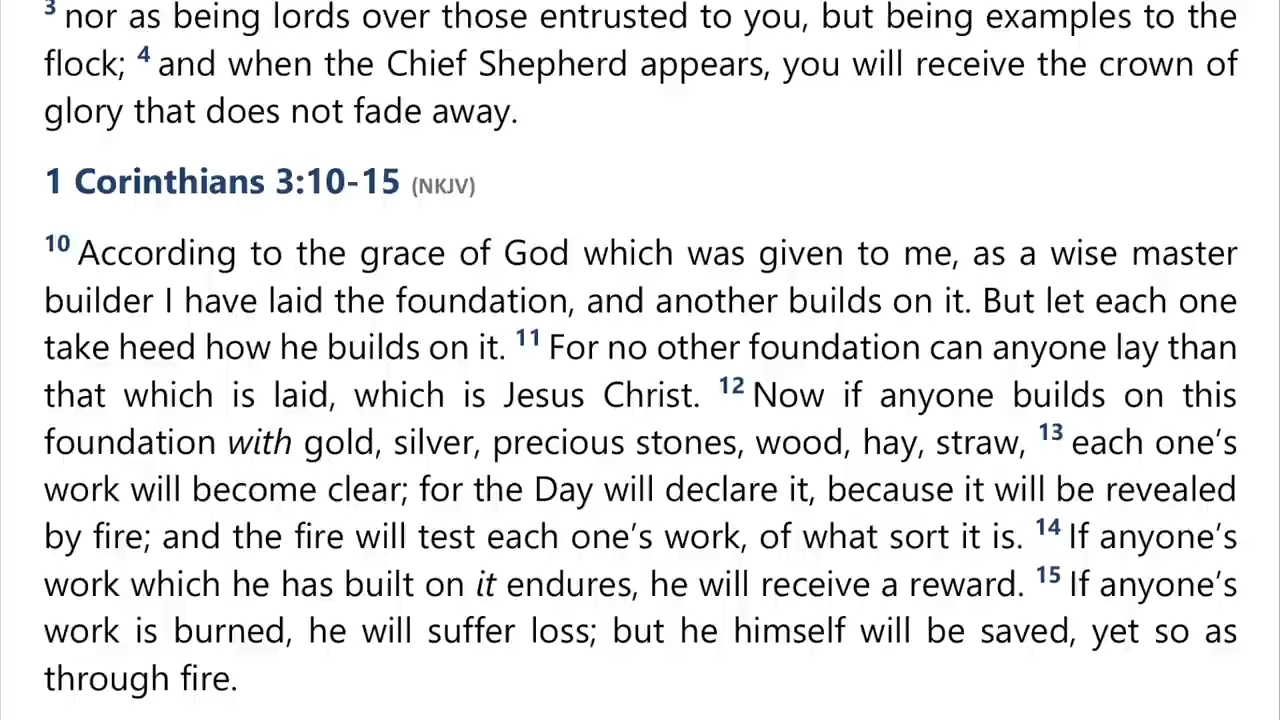 3 nor as being lords over those entrusted to you, but being examples to the
flock; 4 and when the Chief Shepherd appears, you will receive the crown of
glory that does not fade away.
1 Corinthians 3:10-15 (NKJV)
10 According to the grace of God which was given to me, as a wise master
builder I have laid the foundation, and another builds on it. But let each one
take heed how he builds on it. 11 For no other foundation can anyone lay than
that which is laid, which is Jesus Christ. 12 Now if anyone builds on this
foundation with gold, silver, precious stones, wood, hay, straw, 13 each one’s
work will become clear; for the Day will declare it, because it will be revealed
by fire; and the fire will test each one’s work, of what sort it is. 14 If anyone’s
work which he has built on it endures, he will receive a reward. 15 If anyone’s
work is burned, he will suffer loss; but he himself will be saved, yet so as
through fire.